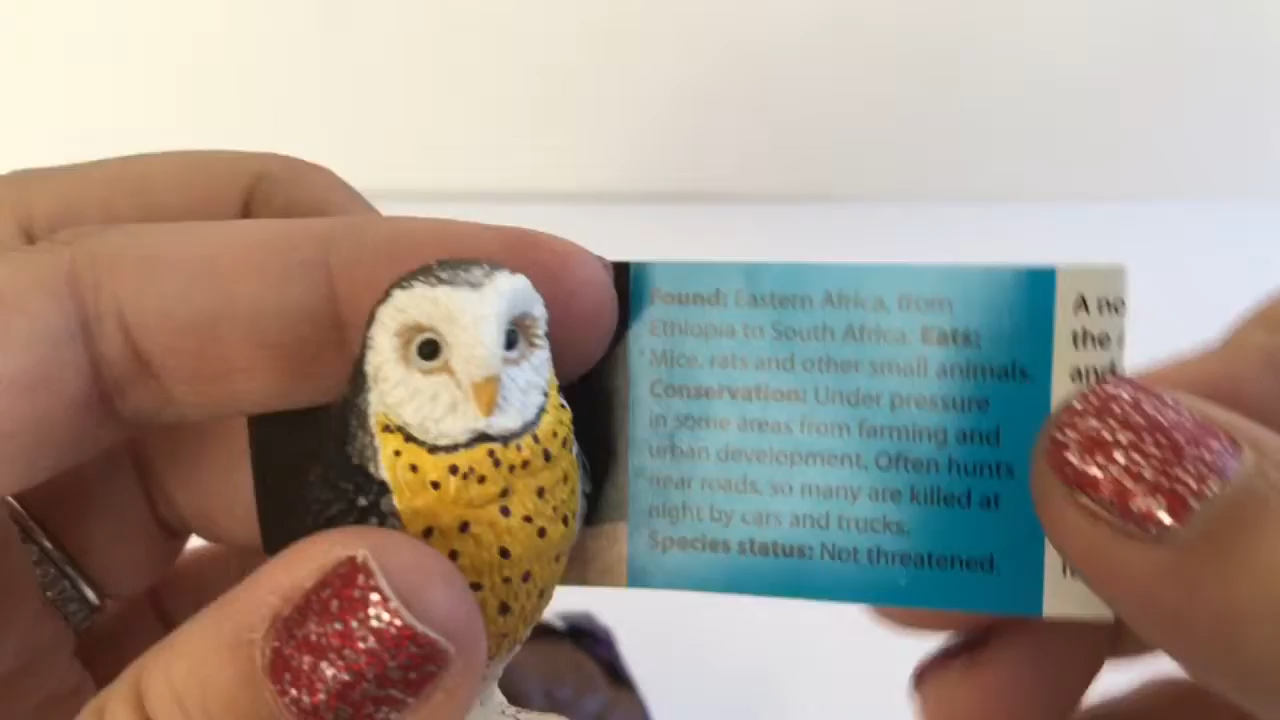 Found: Eastern Africa, from
Ethiopia to South Africa. Eats:
Mice, rats and other small animals.
Conservation: Under pressure
in some areas from farming and
urban development. Often hunts
near roads, so many are killed at
night by cars and trucks.
Species status: Not threatened.
A
the
and